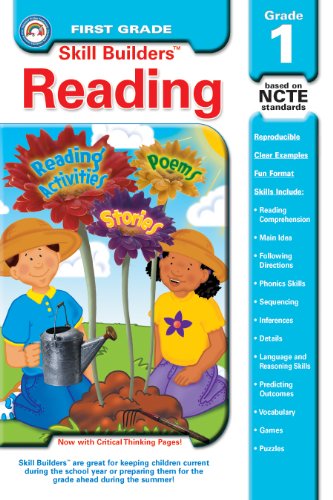 FIRST GRADE
Skill Builders™
Reading
Grade
1
based on
NCTE
standards
Reproducible
Clear Examples
Fun Format
Skills Include:
• Reading
Comprehension
• Main Idea
• Following
Directions
• Phonics Skills
• Sequencing
• Inferences
• Details
• Language and
Reasoning Skills
• Predicting
Outcomes
• Vocabulary
• Games
• Puzzles
Reading
Activities
Poems
Stories
Now with Critical Thinking Pages!
Skill Builders™ are great for keeping children current
during the school year or preparing them for the
grade ahead during the summer!